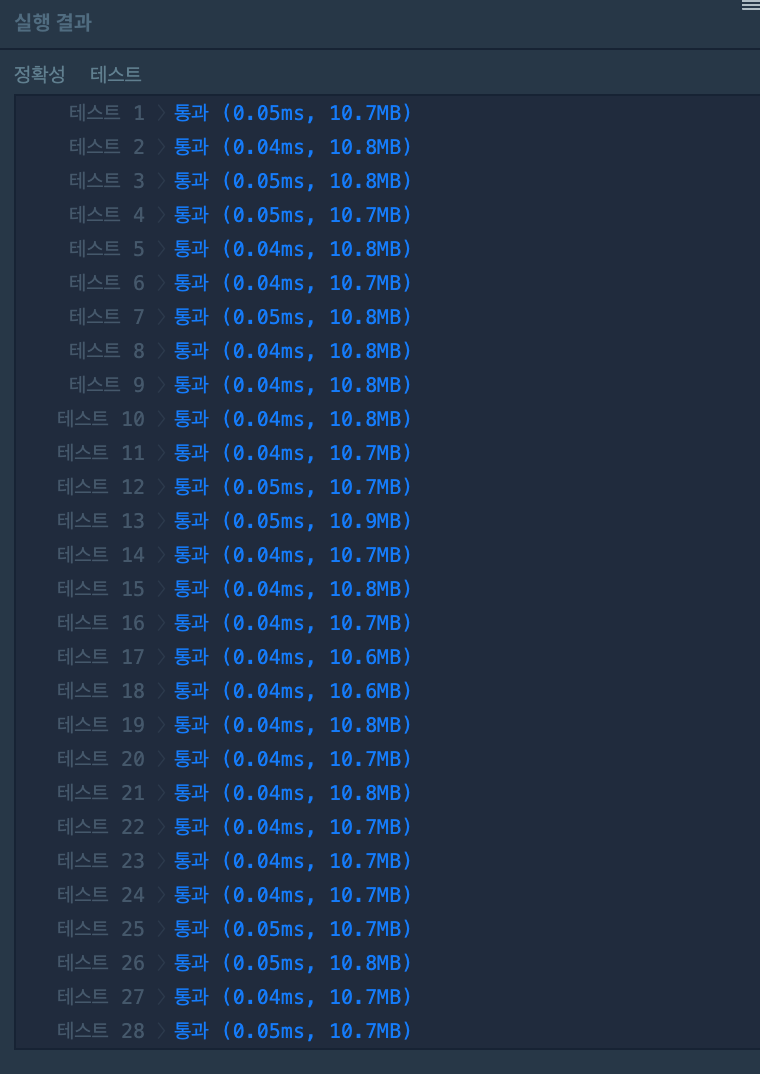 실행 결과
정확성 테스트
테스트 1 〉 통과 (0.05ms, 10.7MB)
테스트 2 〉 통과 (0.04ms, 10.8MB)
테스트 3 〉 통과 (0.05ms, 10.8MB)
테스트 4 〉 통과 (0.05ms, 10.7MB)
테스트 5 〉 통과 (0.04ms, 10.8MB)
테스트 6 〉 통과 (0.04ms, 10.7MB)
테스트 7 〉 통과 (0.05ms, 10.8MB)
테스트 8 〉 통과 (0.04ms, 10.8MB)
테스트 9 〉 통과 (0.04ms, 10.8MB)
테스트 10 〉 통과 (0.04ms, 10.8MB)
테스트 11 〉 통과 (0.04ms, 10.7MB)
테스트 12 〉 통과 (0.05ms, 10.7MB)
테스트 13 〉 통과 (0.05ms, 10.9MB)
테스트 14 〉 통과 (0.04ms, 10.7MB)
테스트 15 〉 통과 (0.04ms, 10.8MB)
테스트 16 〉 통과 (0.04ms, 10.7MB)
테스트 17 〉 통과 (0.04ms, 10.6MB)
테스트 18 〉 통과 (0.04ms, 10.6MB)
테스트 19 〉 통과 (0.04ms, 10.8MB)
테스트 20 〉 통과 (0.04ms, 10.7MB)
테스트 21 〉 통과 (0.04ms, 10.8MB)
테스트 22 〉 통과 (0.04ms, 10.7MB)
테스트 23 〉 통과 (0.04ms, 10.7MB)
테스트 24 〉 통과 (0.04ms, 10.7MB)
테스트 25 〉 통과 (0.05ms, 10.7MB)
테스트 26 〉 통과 (0.05ms, 10.8MB)
테스트 27 〉 통과 (0.04ms, 10.7MB)
테스트 28 〉 통과 (0.05ms, 10.7MB)